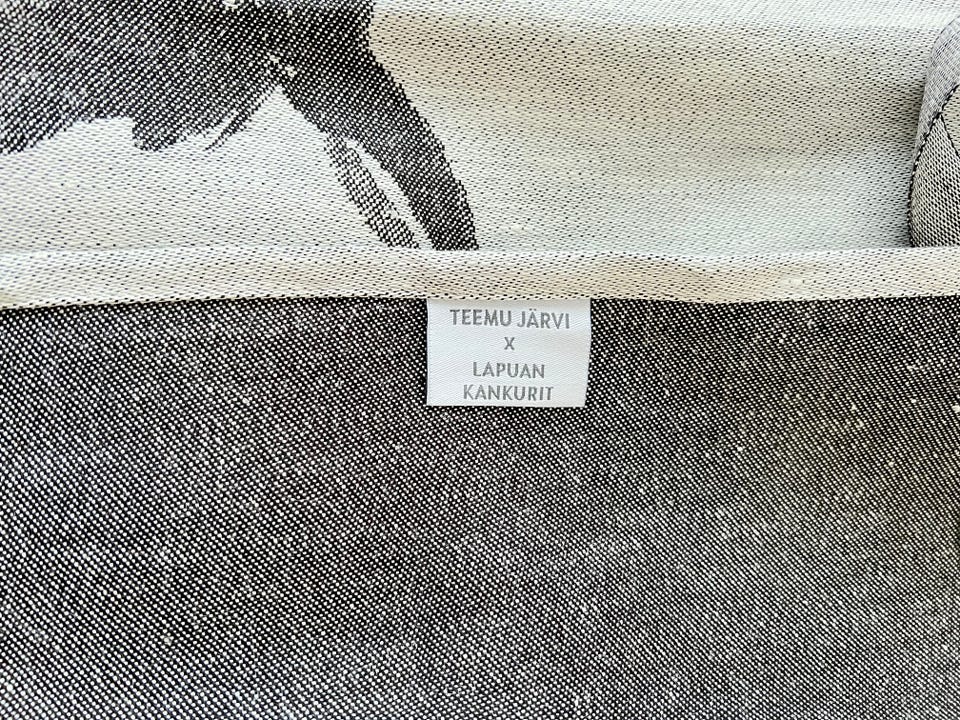 TEEMU JÄRVI
X
LAPUAN
KANKURIT